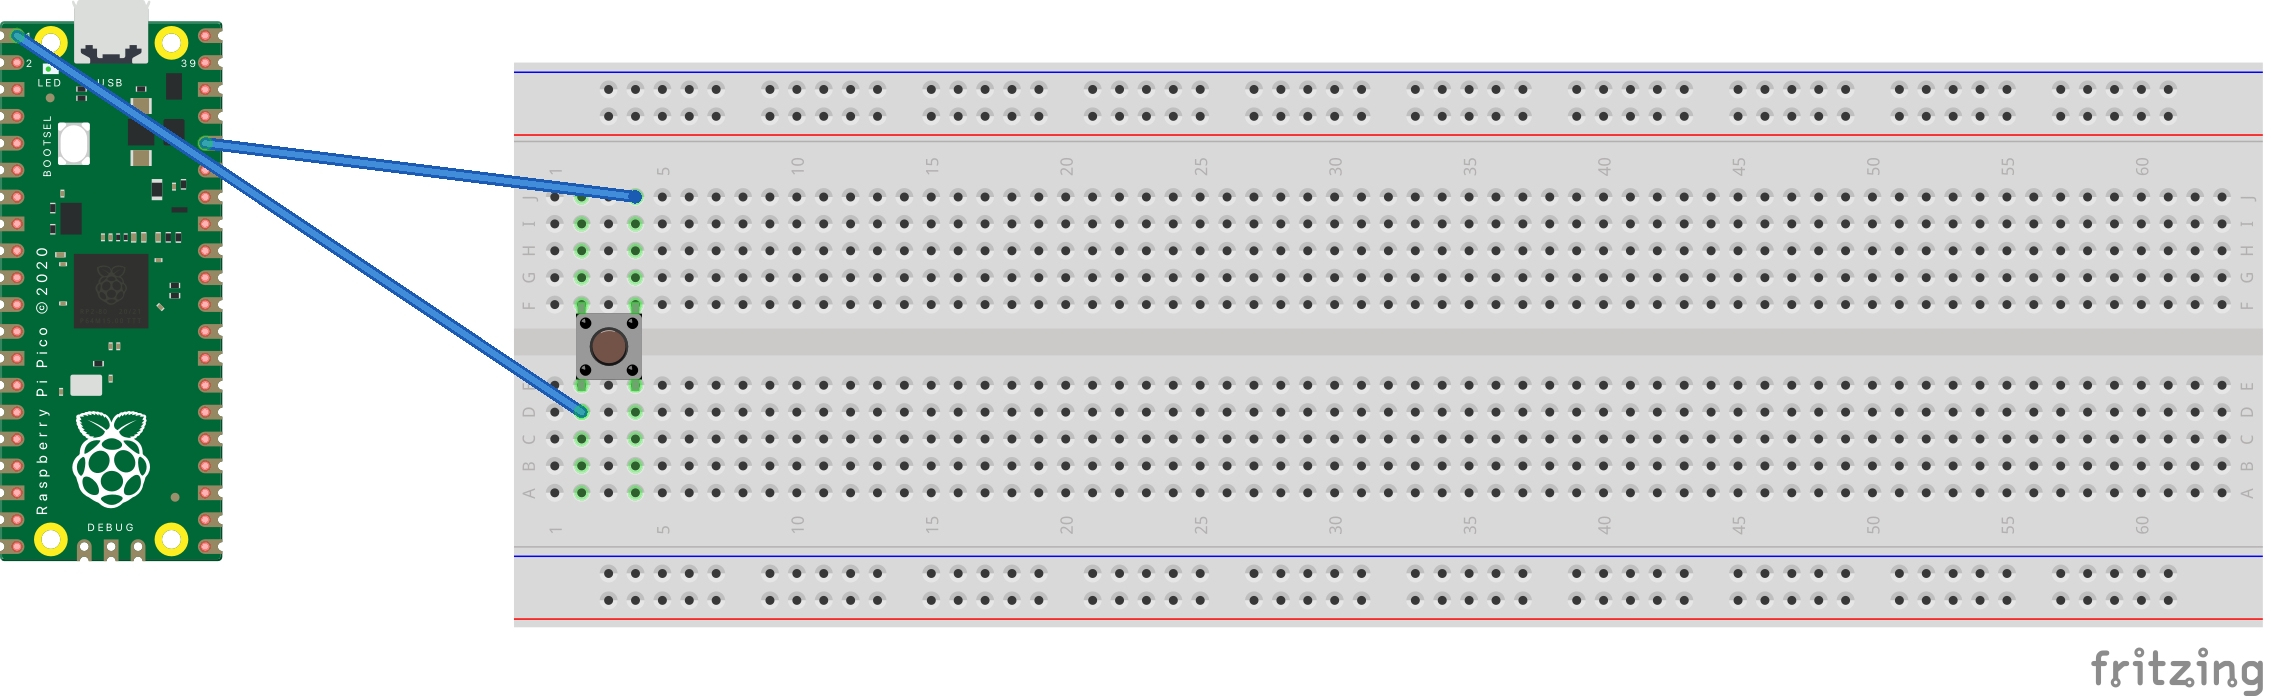 1
2
39
LED
USB
BOOTSEL
Raspberry Pi Pico ©2020
DEBUG
1 5 10 15 20 25 30 35 40 45 50 55 60
J J
I I
H H
G G
F F
E E
D D
C C
B B
A A
1 5 10 15 20 25 30 35 40 45 50 55 60
fritzing